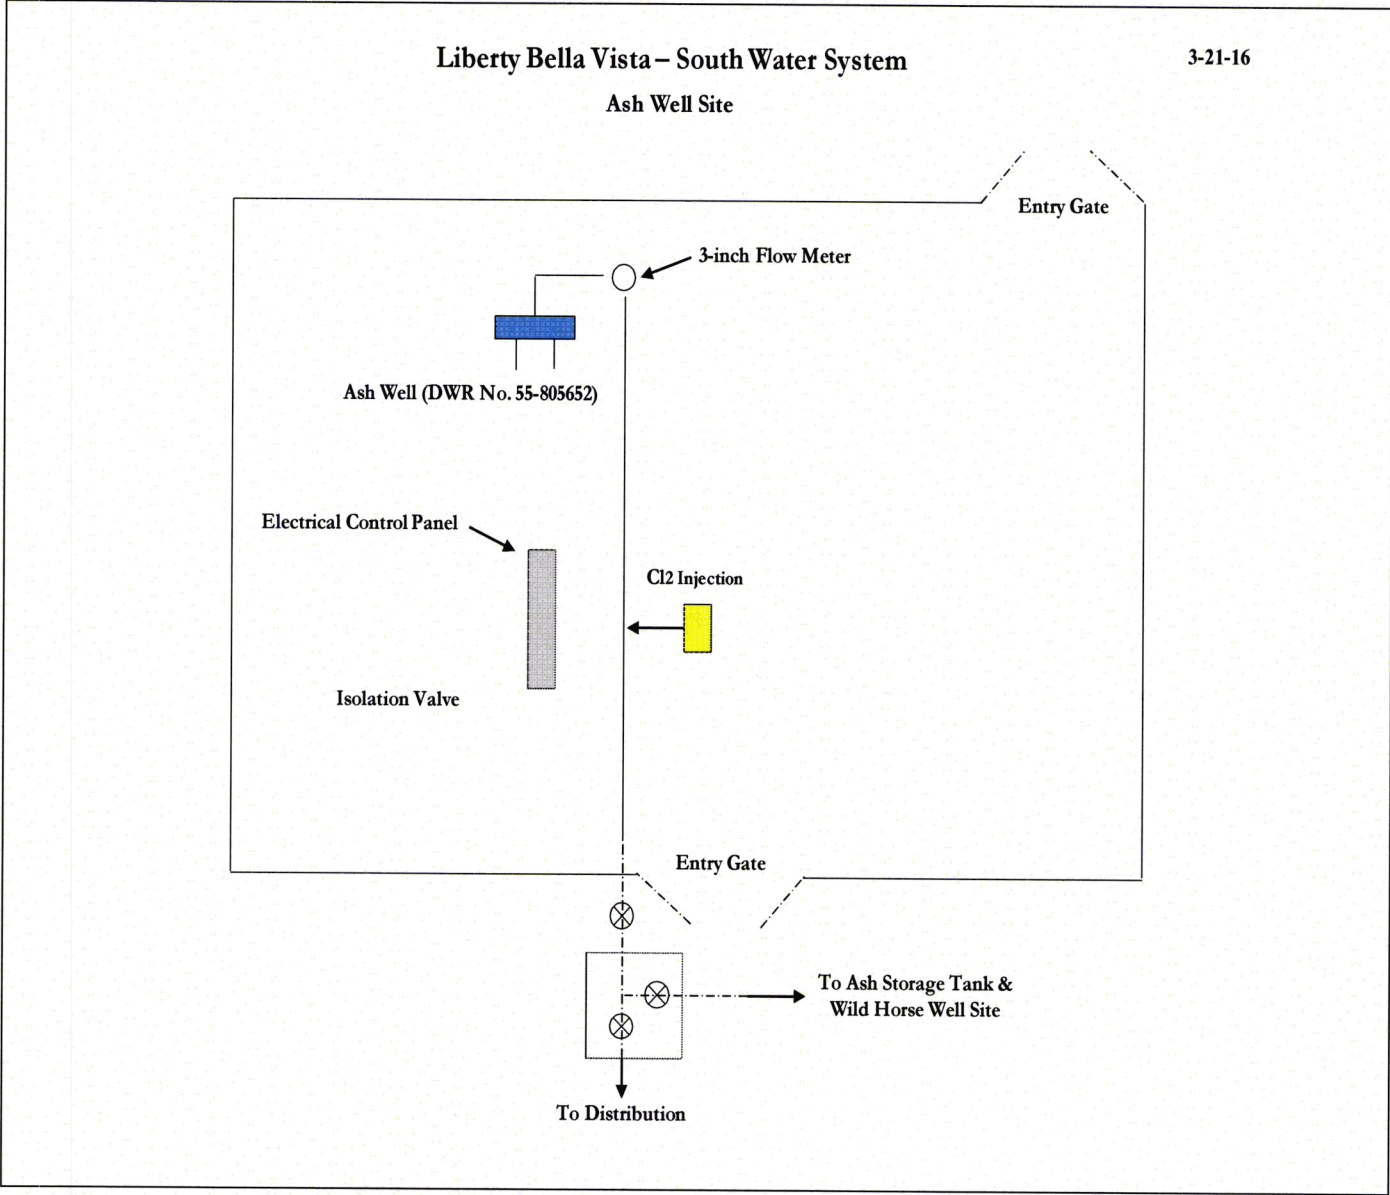 Liberty Bella Vista – South Water System
3-21-16
Ash Well Site
Entry Gate
3-inch Flow Meter
Ash Well (DWR No. 55-805652)
Electrical Control Panel
Cl2 Injection
Isolation Valve
Entry Gate
To Ash Storage Tank &
Wild Horse Well Site
To Distribution